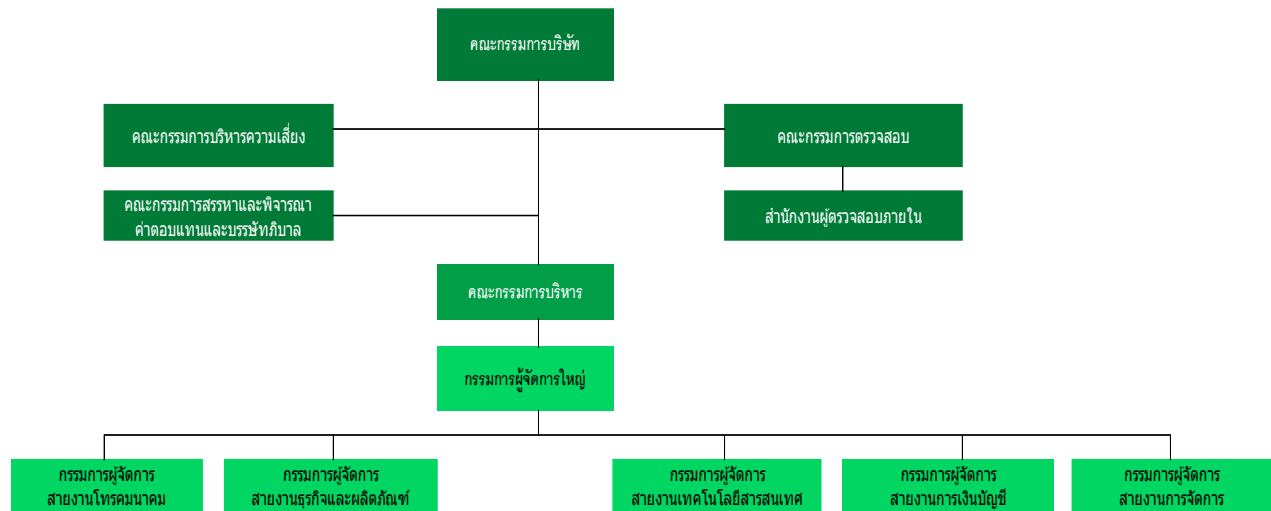 คณะกรรมการบริษัท
คณะกรรมการบริหารความเสี่ยง
คณะกรรมการตรวจสอบ
คณะกรรมการสรรหาและพิจารณา
ค่าตอบแทนและบรรษัทภิบาล
สำนักงานผู้ตรวจสอบภายใน
คณะกรรมการบริหาร
กรรมการผู้จัดการใหญ่
กรรมการผู้จัดการ
สายงานโทรคมนาคม
กรรมการผู้จัดการ
สายงานธุรกิจและผลิตภัณฑ์
กรรมการผู้จัดการ
สายงานเทคโนโลยีสารสนเทศ
กรรมการผู้จัดการ
สายงานการเงินบัญชี
กรรมการผู้จัดการ
สายงานการจัดการ